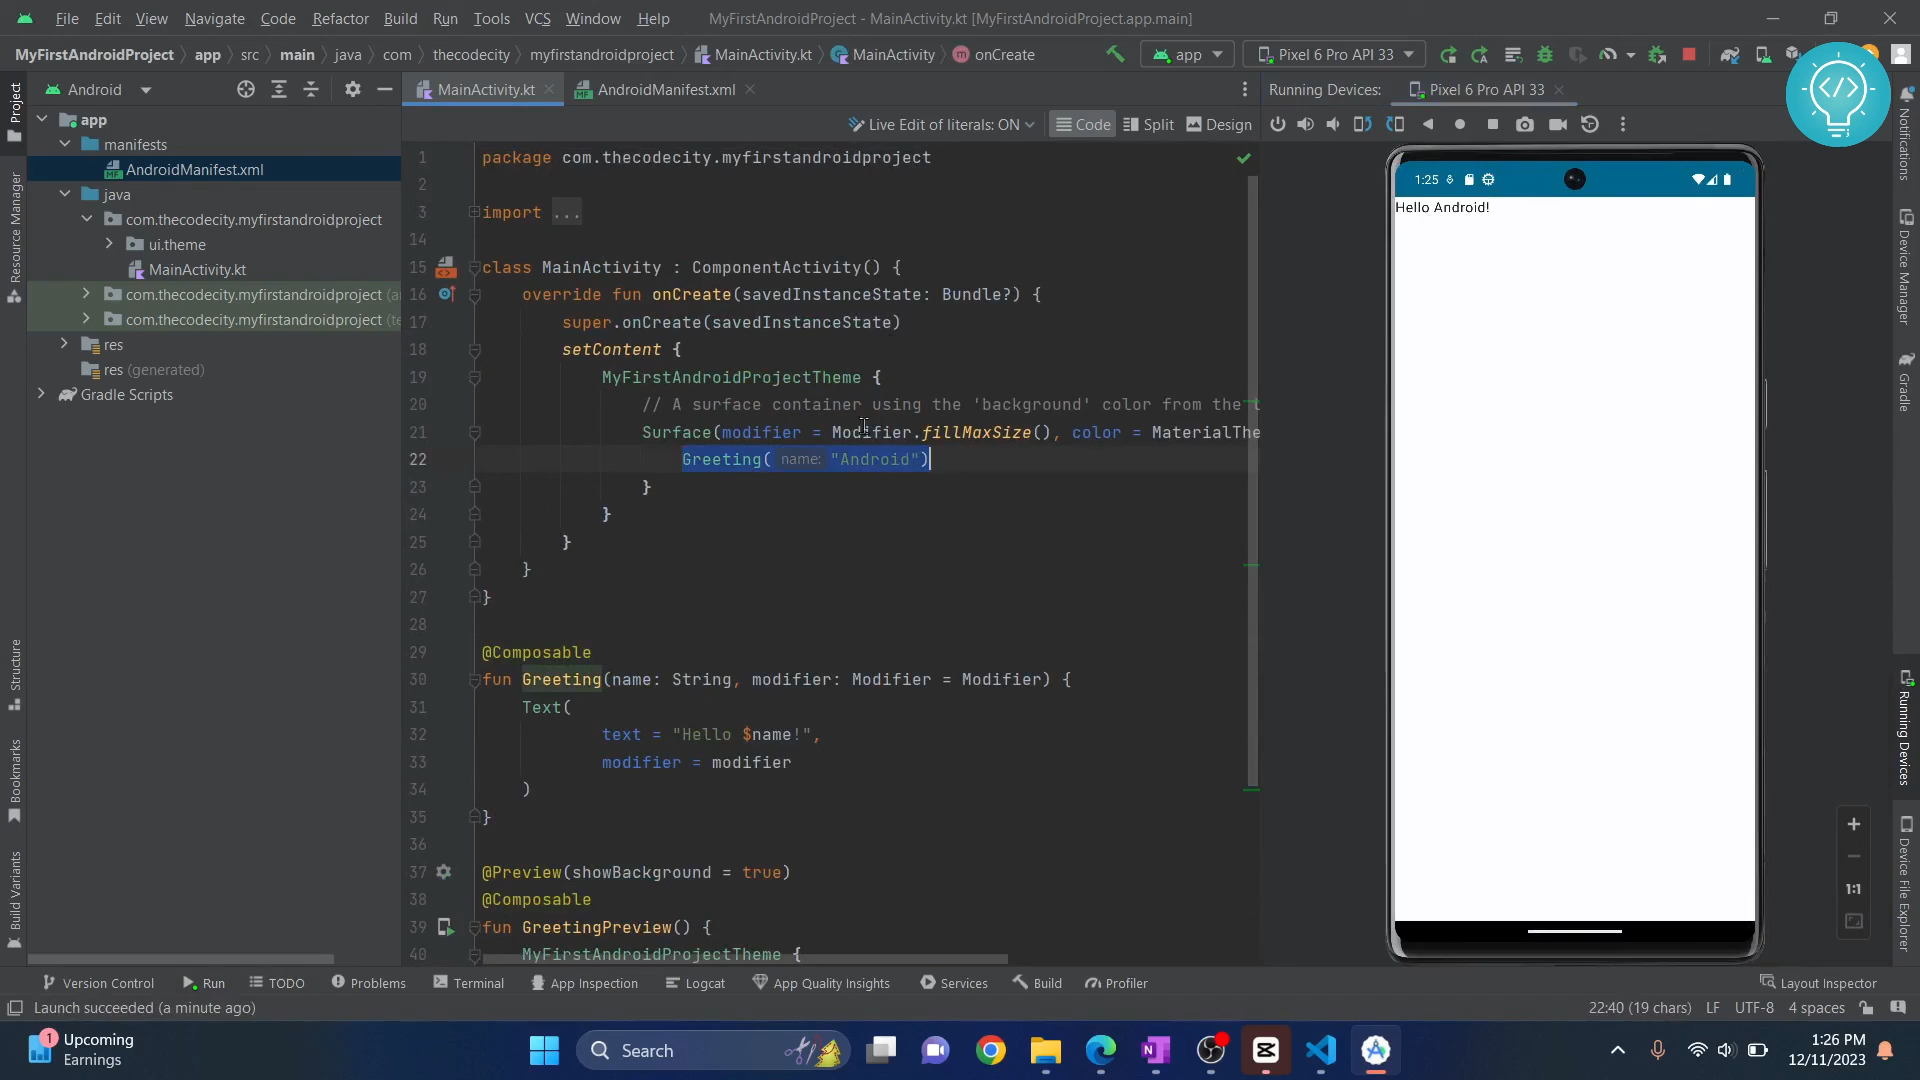 File Edit View Navigate Code Refactor Build Run Tools VCS Window Help MyFirstAndroidProject - MainActivity.kt [MyFirstAndroidProject.app.main]
MyFirstAndroidProject app src main java com thecodecity myfirstandroidproject MainActivity.kt MainActivity onCreate app Pixel 6 Pro API 33
Android MainActivity.kt AndroidManifest.xml Running Devices: Pixel 6 Pro API 33
Live Edit of literals: ON Code Split Design
Project
Resource Manager
Structure
Bookmarks
Build Variants
app
manifests
AndroidManifest.xml
java
com.thecodecity.myfirstandroidproject
ui.theme
MainActivity.kt
com.thecodecity.myfirstandroidproject
com.thecodecity.myfirstandroidproject
res
res (generated)
Gradle Scripts
1 package com.thecodecity.myfirstandroidproject
2
3 import ...
14
15 class MainActivity : ComponentActivity() {
16 override fun onCreate(savedInstanceState: Bundle?) {
17 super.onCreate(savedInstanceState)
18 setContent {
19 MyFirstAndroidProjectTheme {
20 // A surface container using the 'background' color from the
21 Surface(modifier = Modifier.fillMaxSize(), color = MaterialThe
22 Greeting( name: "Android")
23 }
24 }
25 }
26 }
27 }
28
29 @Composable
30 fun Greeting(name: String, modifier: Modifier = Modifier) {
31 Text(
32 text = "Hello $name!",
33 modifier = modifier
34 )
35 }
36
37 @Preview(showBackground = true)
38 @Composable
39 fun GreetingPreview() {
40 MyFirstAndroidProjectTheme {
1:25
Hello Android!
1:1
Notifications
Device Manager
Gradle
Running Devices
Device File Explorer
Version Control Run TODO Problems Terminal App Inspection Logcat App Quality Insights Services Build Profiler Layout Inspector
Launch succeeded (a minute ago) 22:40 (19 chars) LF UTF-8 4 spaces
1 Upcoming
Earnings
Search
1:26 PM
12/11/2023